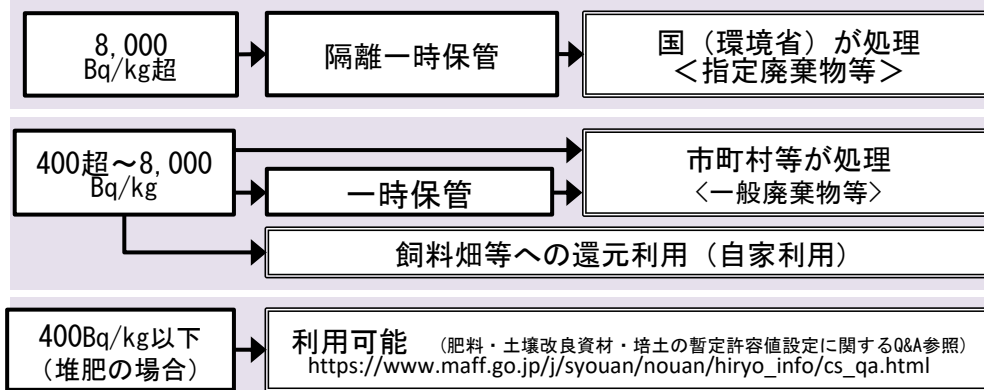 8,000
Bq/kg超
隔離一時保管
国（環境省）が処理
＜指定廃棄物等＞
400超～8,000
Bq/kg
一時保管
市町村等が処理
〈一般廃棄物等〉
飼料畑等への還元利用（自家利用）
400Bq/kg以下
（堆肥の場合）
利用可能 （肥料・土壌改良資材・培土の暫定許容値設定に関するQ&A参照）
https://www.maff.go.jp/j/syouan/nouan/hiryo_info/cs_qa.html